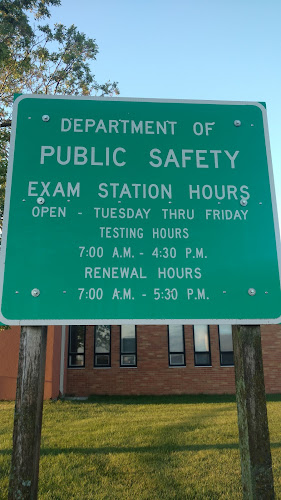 DEPARTMENT OF
PUBLIC SAFETY
EXAM STATION HOURS
OPEN - TUESDAY THRU FRIDAY
TESTING HOURS
7:00 A.M. - 4:30 P.M.
RENEWAL HOURS
7:00 A.M. - 5:30 P.M.